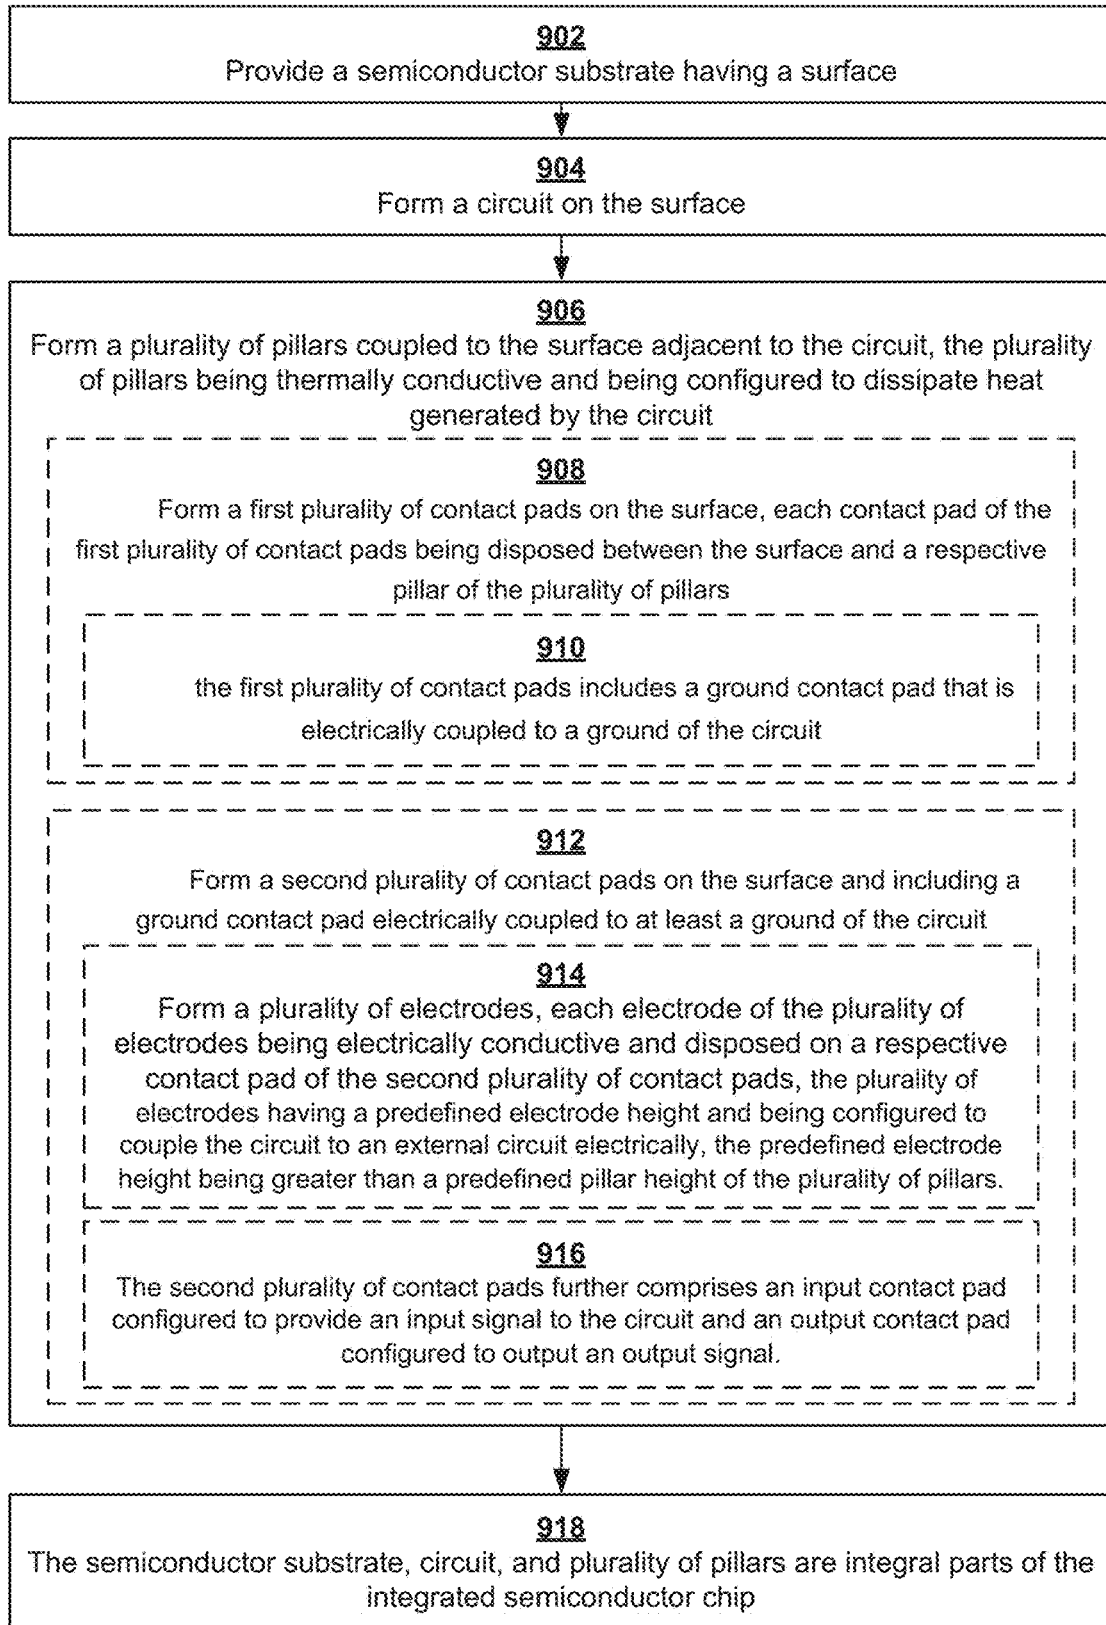 902
Provide a semiconductor substrate having a surface
904
Form a circuit on the surface
906
Form a plurality of pillars coupled to the surface adjacent to the circuit, the plurality
of pillars being thermally conductive and being configured to dissipate heat
generated by the circuit
908
Form a first plurality of contact pads on the surface, each contact pad of the
first plurality of contact pads being disposed between the surface and a respective
pillar of the plurality of pillars
910
the first plurality of contact pads includes a ground contact pad that is
electrically coupled to a ground of the circuit
912
Form a second plurality of contact pads on the surface and including a
ground contact pad electrically coupled to at least a ground of the circuit
914
Form a plurality of electrodes, each electrode of the plurality of
electrodes being electrically conductive and disposed on a respective
contact pad of the second plurality of contact pads, the plurality of
electrodes having a predefined electrode height and being configured to
couple the circuit to an external circuit electrically, the predefined electrode
height being greater than a predefined pillar height of the plurality of pillars.
916
The second plurality of contact pads further comprises an input contact pad
configured to provide an input signal to the circuit and an output contact pad
configured to output an output signal.
918
The semiconductor substrate, circuit, and plurality of pillars are integral parts of the
integrated semiconductor chip